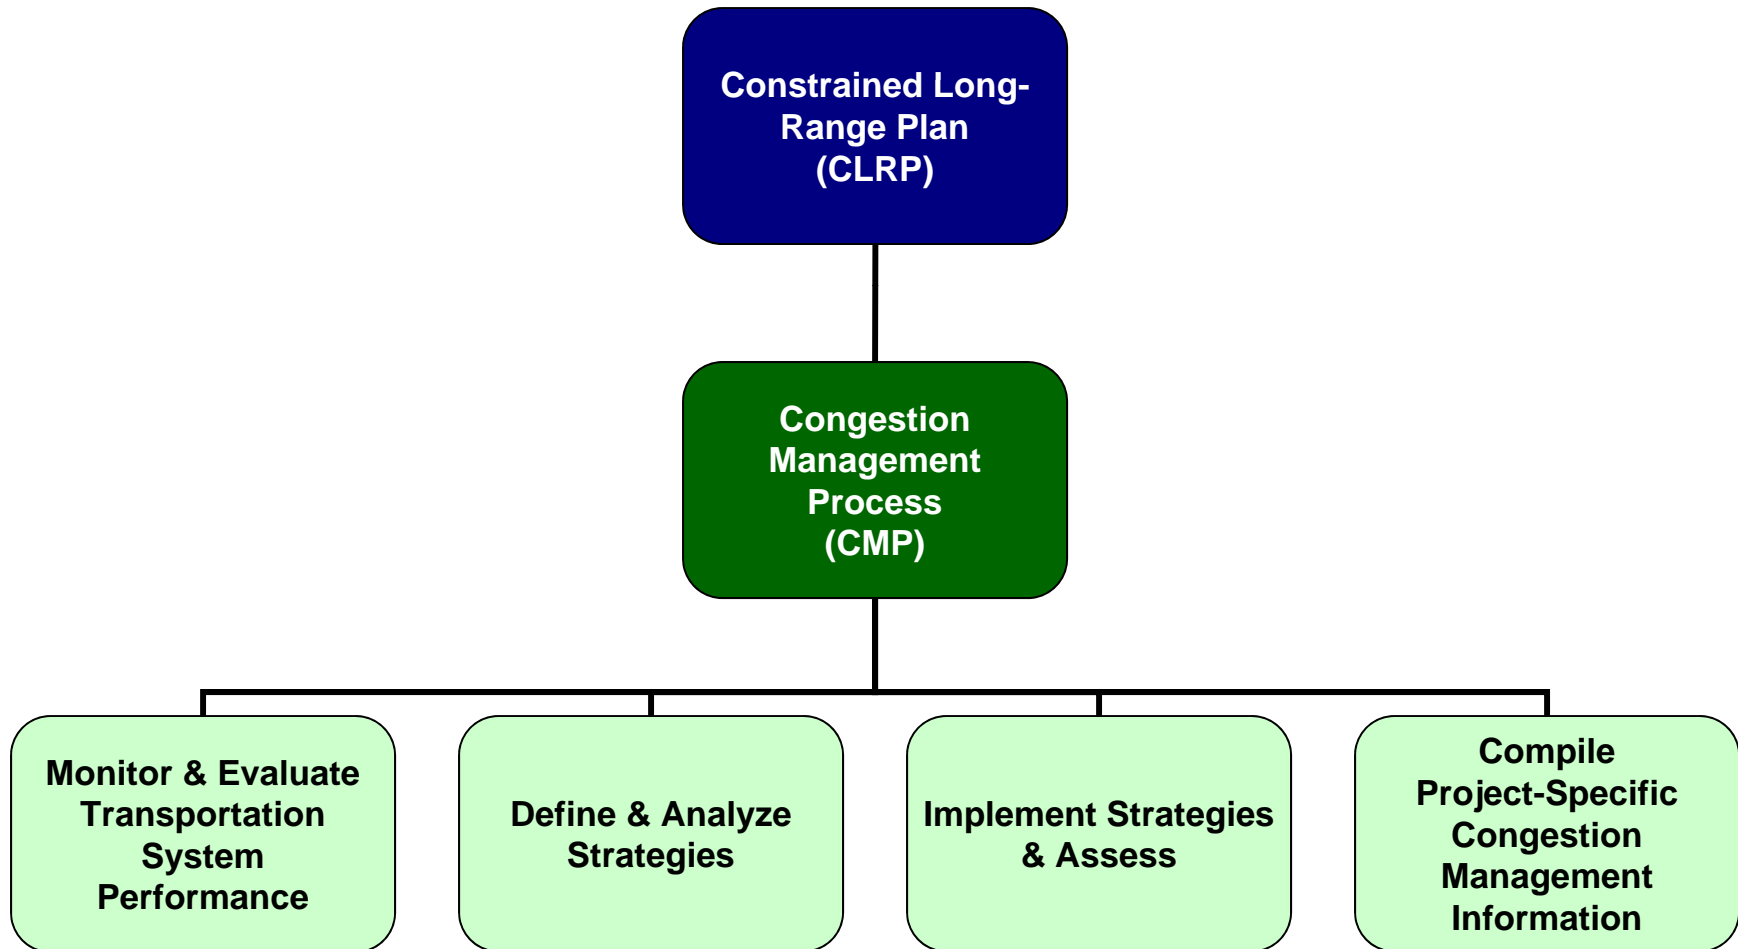 Constrained Long-
Range Plan
(CLRP)
Congestion
Management
Process
(CMP)
Monitor & Evaluate
Transportation
System
Performance
Define & Analyze
Strategies
Implement Strategies
& Assess
Compile
Project-Specific
Congestion
Management
Information